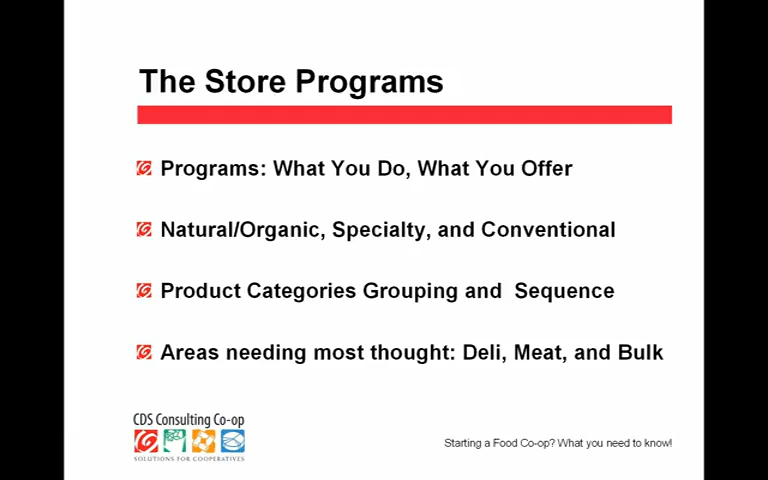 The Store Programs
Programs: What You Do, What You Offer
Natural/Organic, Specialty, and Conventional
Product Categories Grouping and  Sequence
Areas needing most thought: Deli, Meat, and Bulk
CDS Consulting Co-op
SOLUTIONS FOR COOPERATIVES
Starting a Food Co-op? What you need to know!